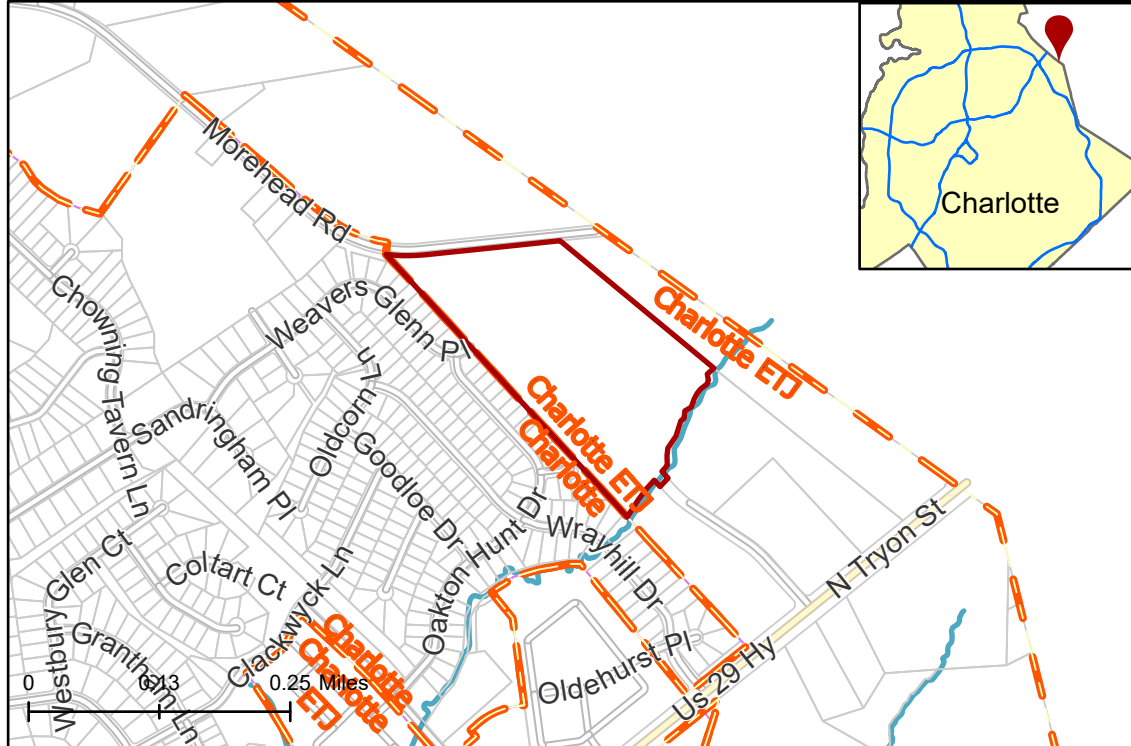 Charlotte
Morehead Rd
Charlotte ETJ
Chowning Tavern Ln
Weavers Glenn Pl
Oldcorn Ln
Sandringham Pl
Goodloe Dr
Charlotte ETJ
Charlotte
Oakton Hunt Dr
Wrayhill Dr
N Tryon St
Westbury Glen Ct
Coltart Ct
Clackwyck Ln
Grantham Ln
Charlotte
Charlotte ETJ
Oldehurst Pl
Us 29 Hy
0 0.13 0.25 Miles